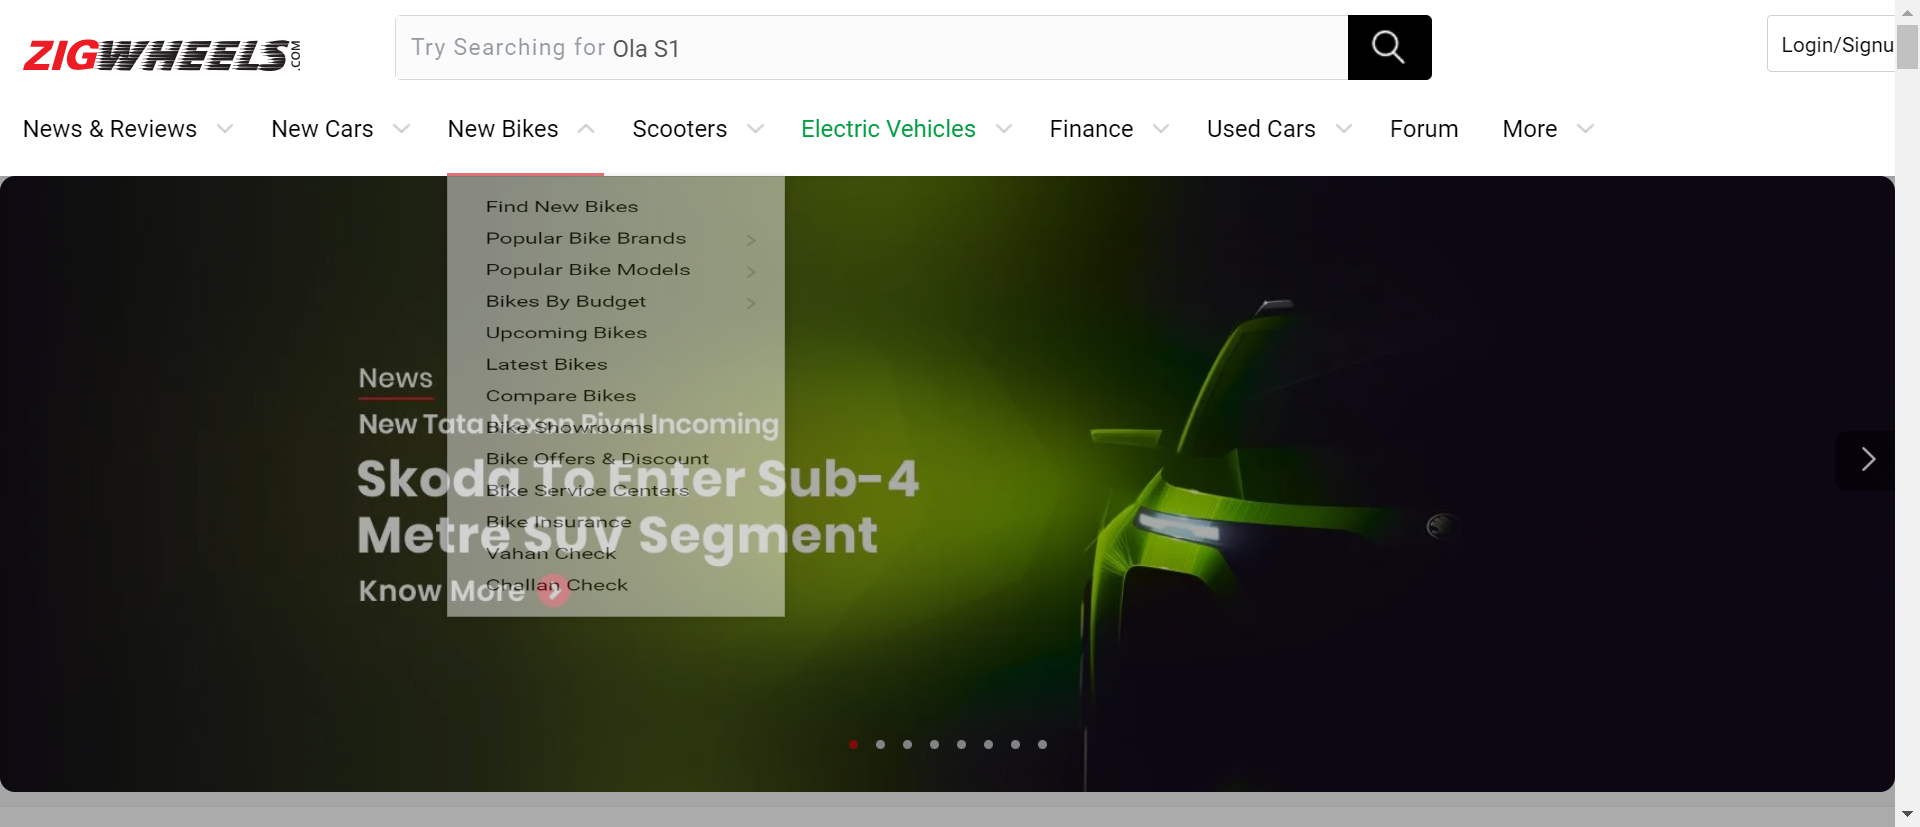 ZIGWHEELS.COM
Try Searching for Ola S1
Login/Signu
News & Reviews
New Cars
New Bikes
Scooters
Electric Vehicles
Finance
Used Cars
Forum
More
Find New Bikes
Popular Bike Brands
Popular Bike Models
Bikes By Budget
Upcoming Bikes
Latest Bikes
Compare Bikes
Bike Showrooms
Bike Offers & Discount
Bike Service Centers
Bike Insurance
Vahan Check
Challan Check
News
New Tata Nexon Rival Incoming
Skoda To Enter Sub-4
Metre SUV Segment
Know More